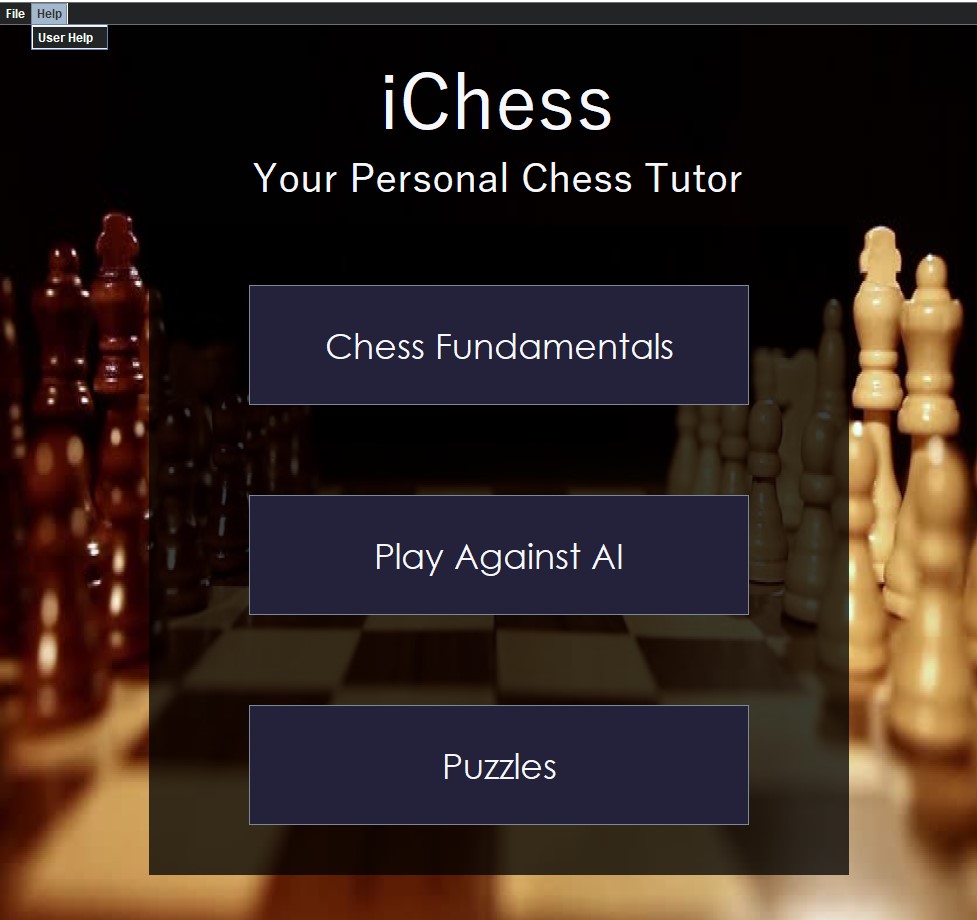 File Help
User Help
iChess
Your Personal Chess Tutor
Chess Fundamentals
Play Against AI
Puzzles